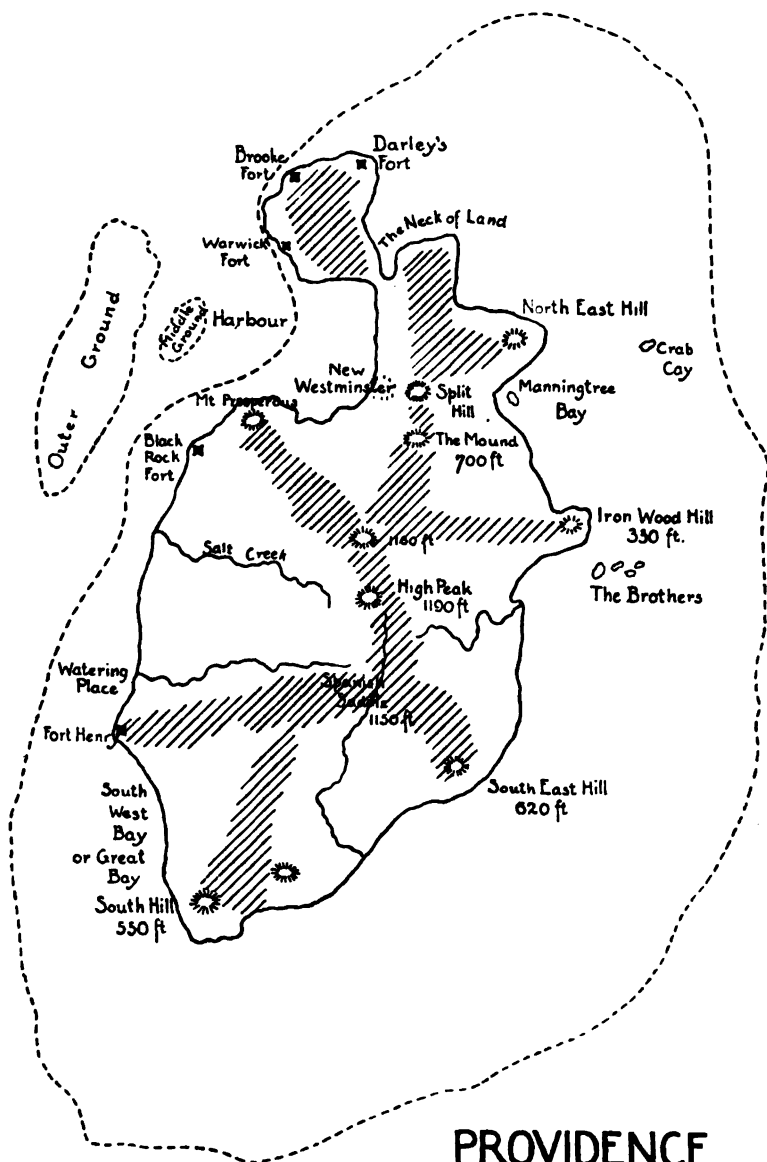 Brooke
Fort
Darley's
Fort
The Neck of Land
Warwick
Fort
Outer Ground
Middle
Ground
Harbour
North East Hill
Crab
Cay
New
Westminster
Split
Hill
Manningtree
Bay
Mt Prosperous
Black
Rock
Fort
The Mound
700 ft
Iron Wood Hill
330 ft.
1160 ft
Salt Creek
High Peak
1190 ft
The Brothers
Watering
Place
Spanish
Saddle
1150 ft
Fort Henry
South
West
Bay
or Great
Bay
South East Hill
620 ft
South Hill
550 ft
PROVIDENCE